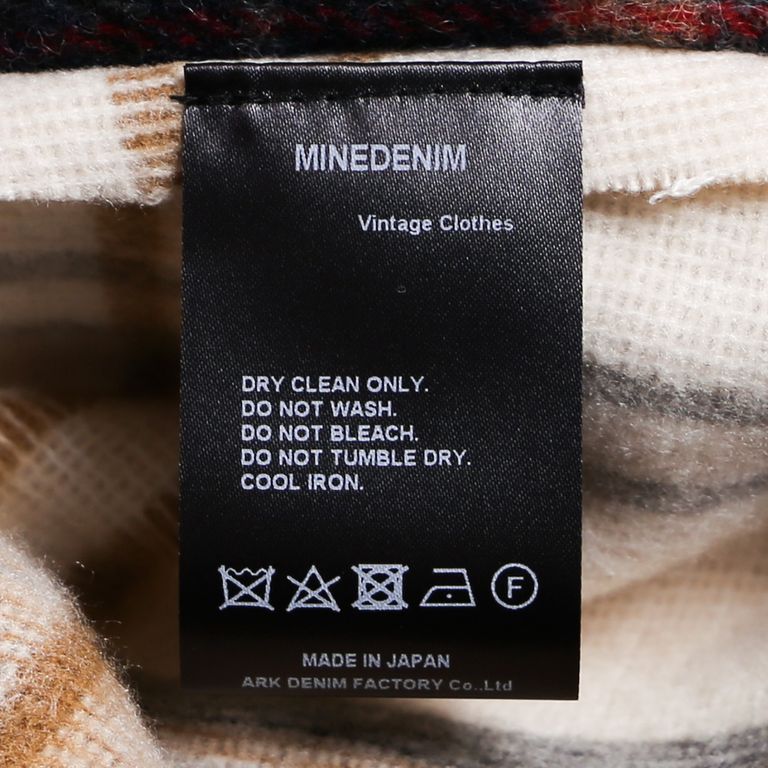 MINEDENIM
Vintage Clothes
DRY CLEAN ONLY.
DO NOT WASH.
DO NOT BLEACH.
DO NOT TUMBLE DRY.
COOL IRON.
F
MADE IN JAPAN
ARK DENIM FACTORY Co.,Ltd